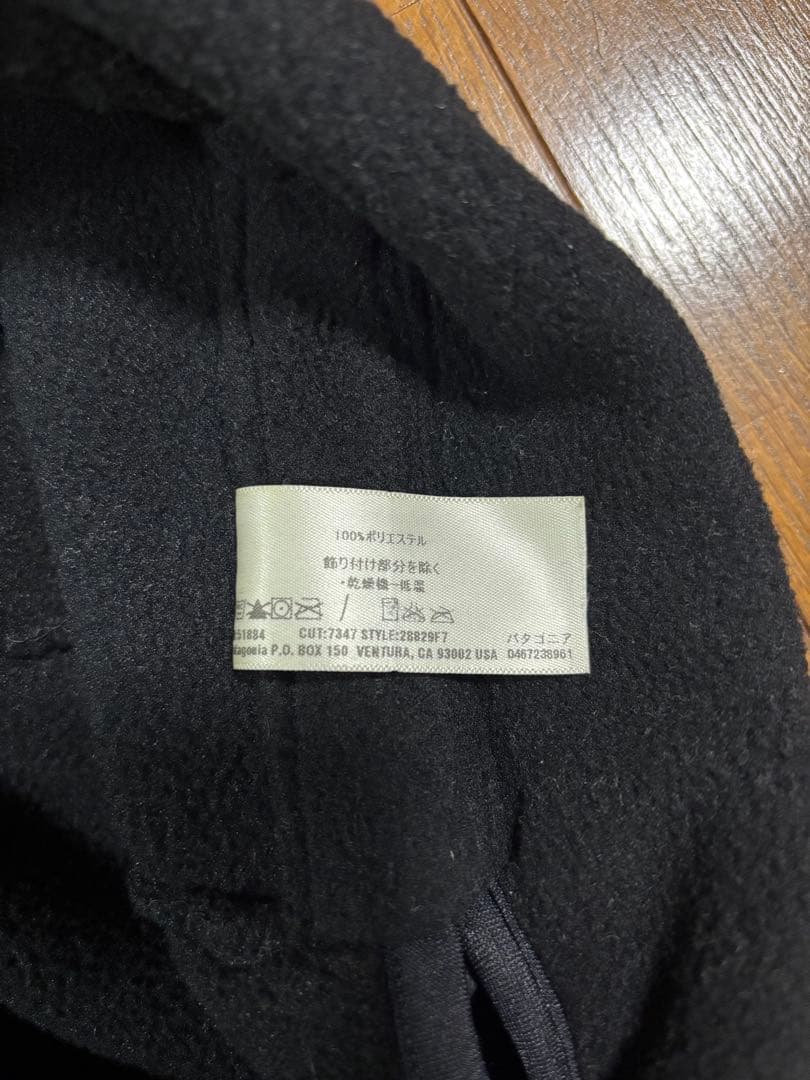 100%ポリエステル
飾り付け部分を除く
・乾燥機ー低温
51884 CUT:7347 STYLE:28829F7 パタゴニア
tagonia P.O. BOX 150 VENTURA, CA 93002 USA 0467238961